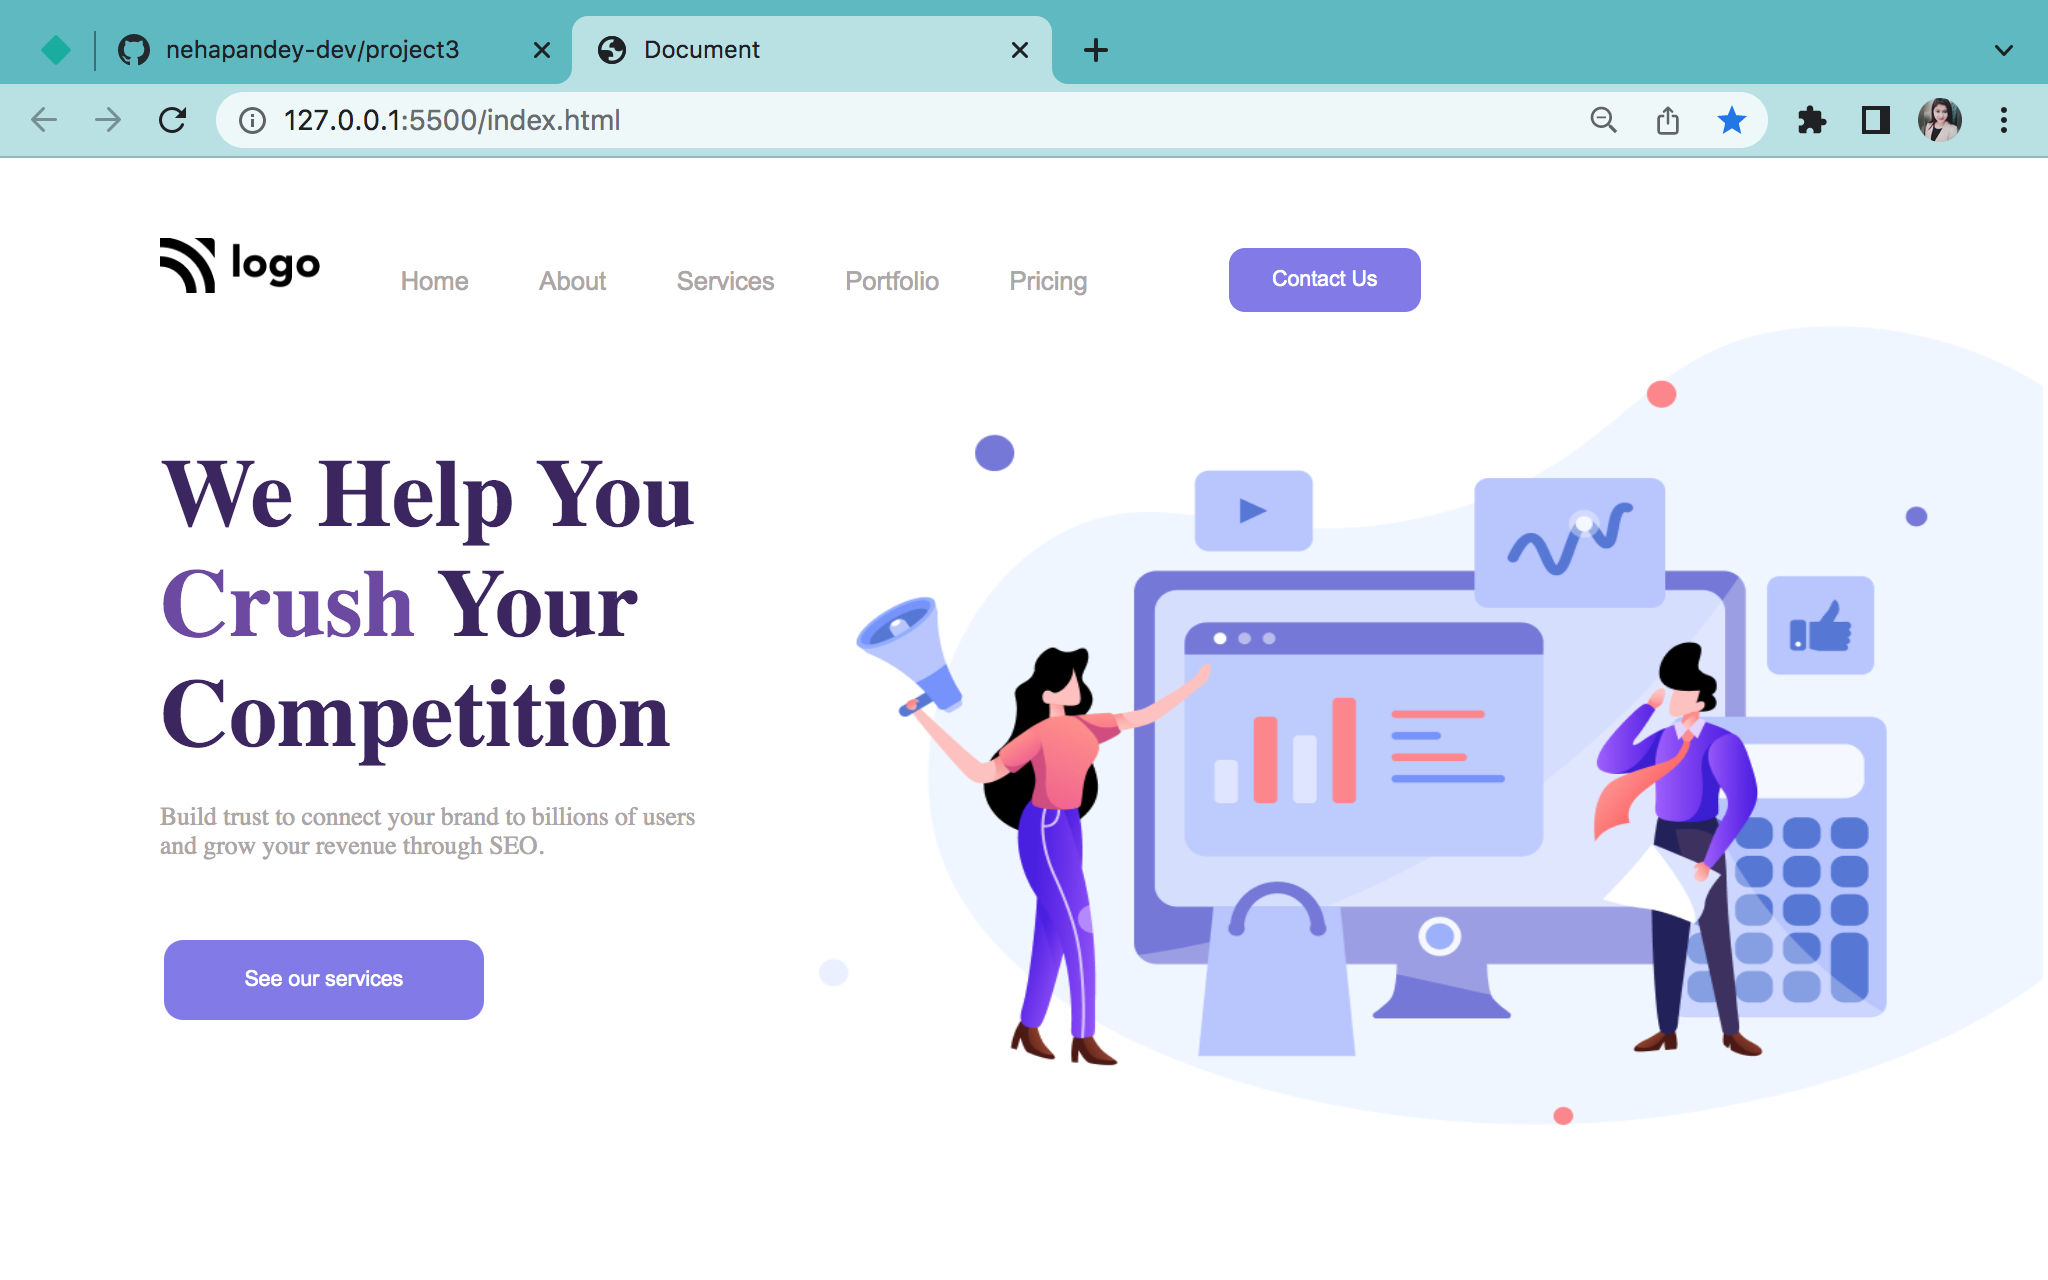 nehapandey-dev/project3
Document
127.0.0.1:5500/index.html
logo
Home About Services Portfolio Pricing Contact Us
We Help You
Crush Your
Competition
Build trust to connect your brand to billions of users
and grow your revenue through SEO.
See our services